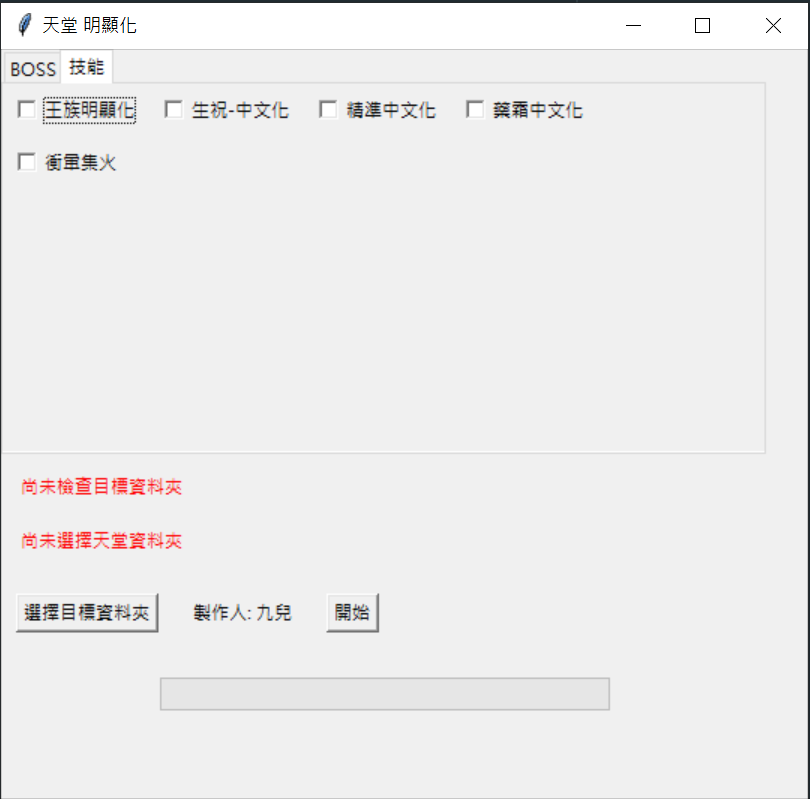 天堂 明顯化
BOSS 技能
王族明顯化 生祝-中文化 精準中文化 藥霜中文化
衝暈集火
尚未檢查目標資料夾
尚未選擇天堂資料夾
選擇目標資料夾 製作人: 九兒 開始